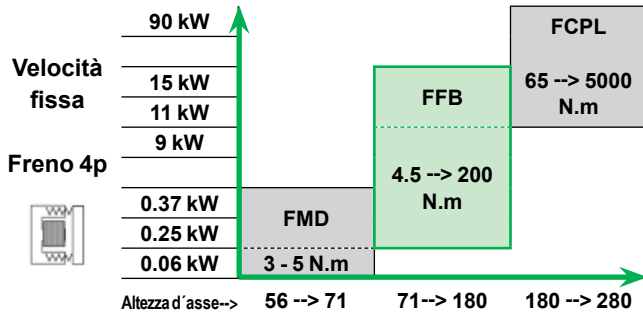 90 kW
FCPL
Velocità
fissa
15 kW
FFB
65 --> 5000
N.m
11 kW
9 kW
Freno 4p
4.5 --> 200
N.m
0.37 kW
FMD
0.25 kW
0.06 kW
3 - 5 N.m
Altezza d´asse--> 56 --> 71 71--> 180 180 --> 280